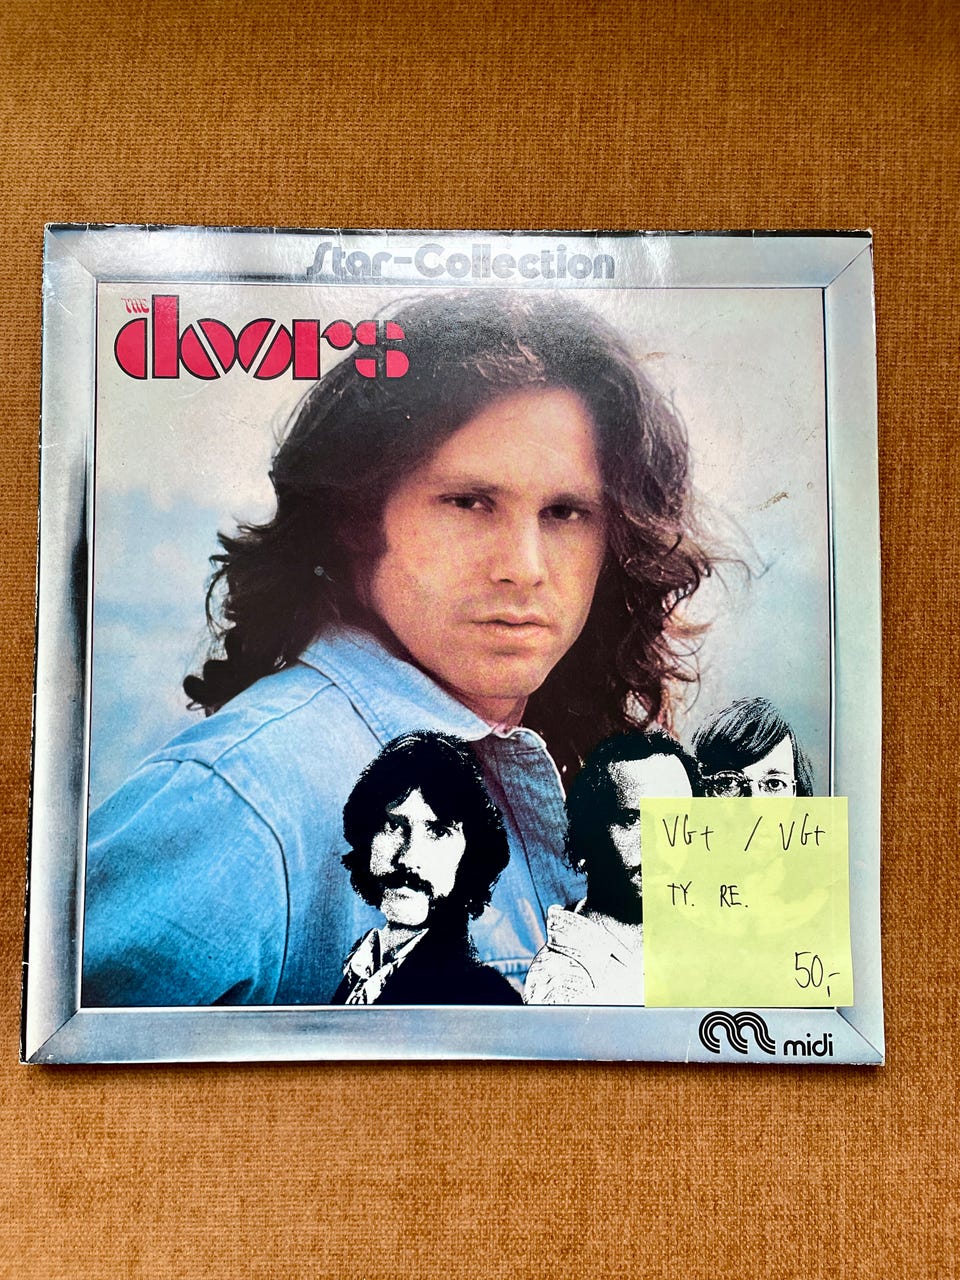 Star-Collection
THE
doors
VG+ / VG+
TY. RE.
50,-
midi